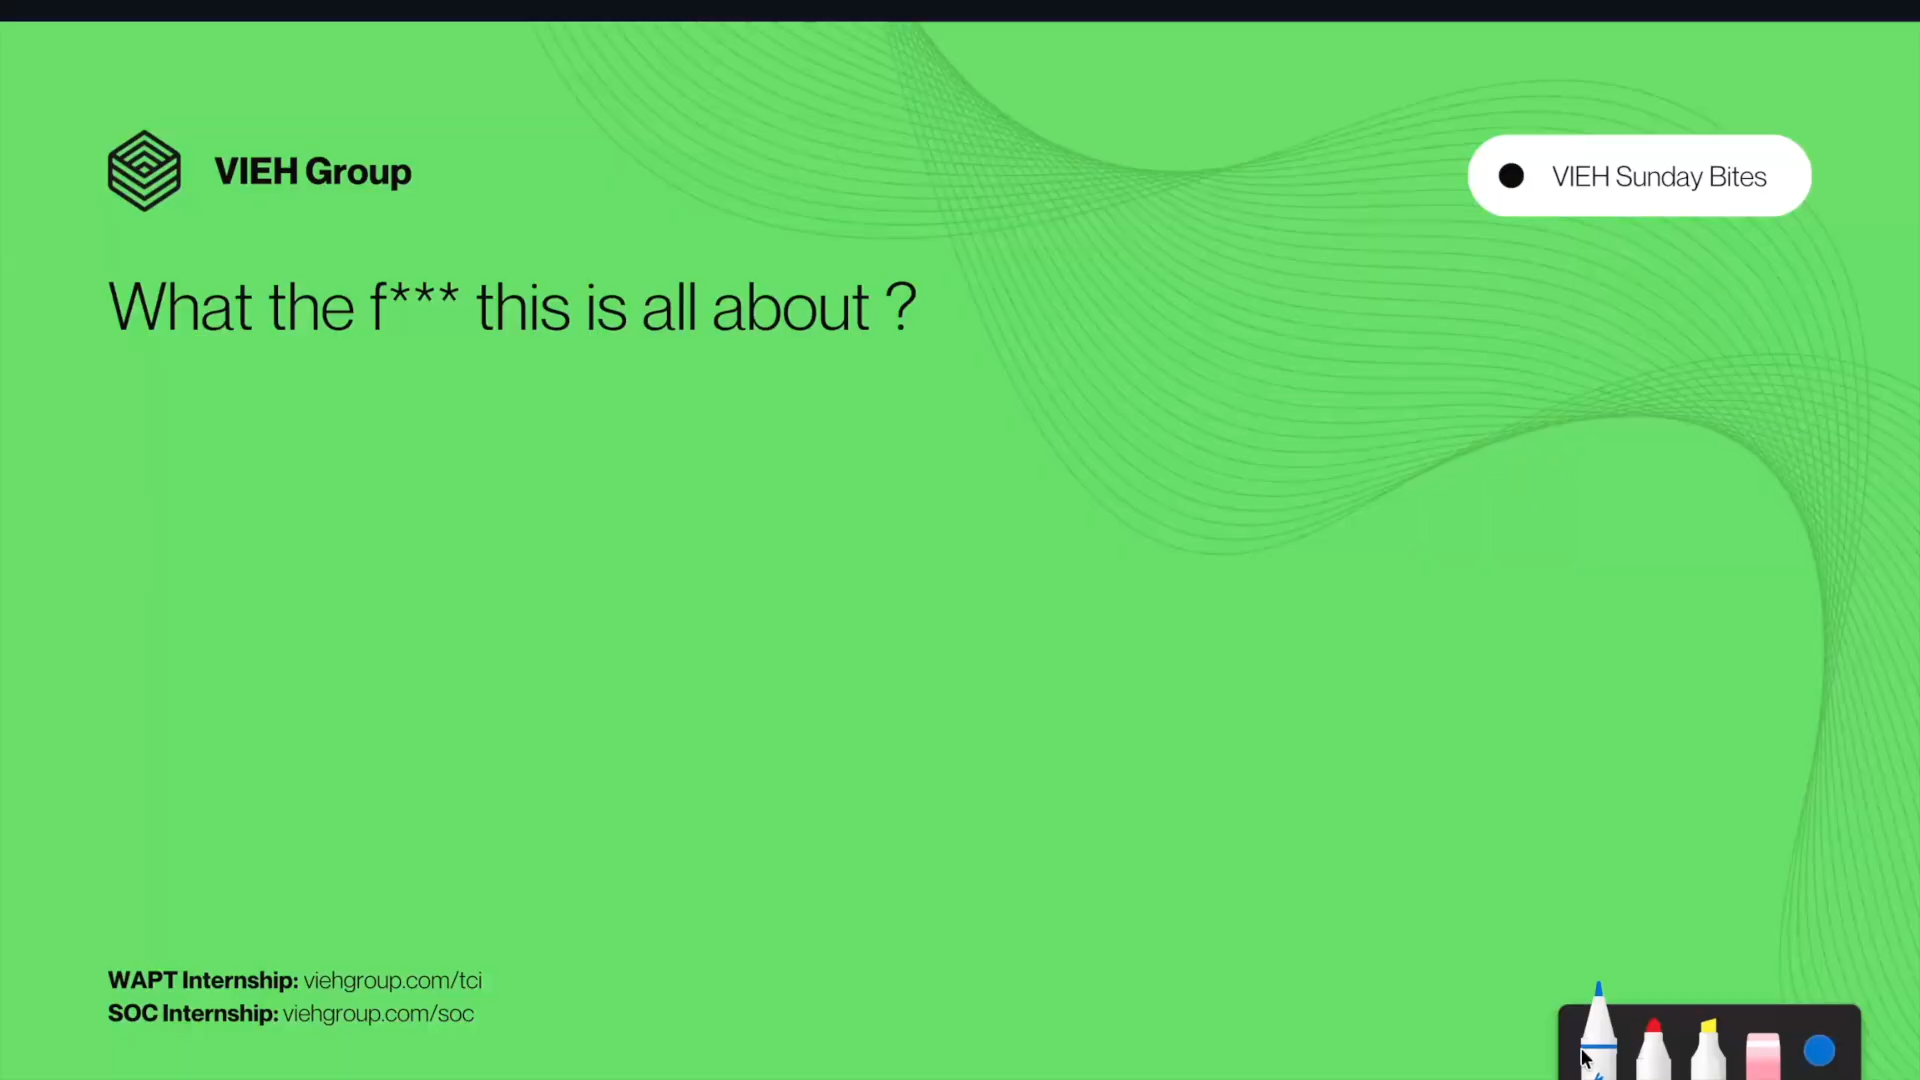 VIEH Group
VIEH Sunday Bites
What the f*** this is all about ?
WAPT Internship: viehgroup.com/tci
SOC Internship: viehgroup.com/soc